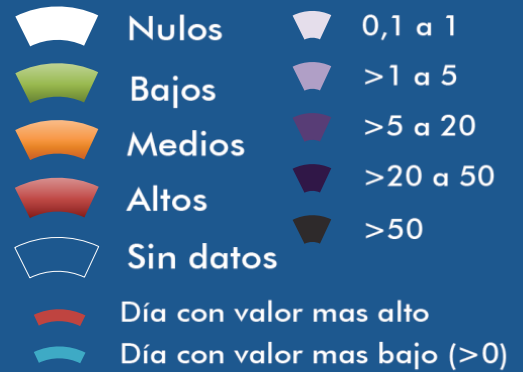 Nulos
Bajos
Medios
Altos
Sin datos
0,1 a 1
>1 a 5
>5 a 20
>20 a 50
>50
Día con valor mas alto
Día con valor mas bajo (>0)